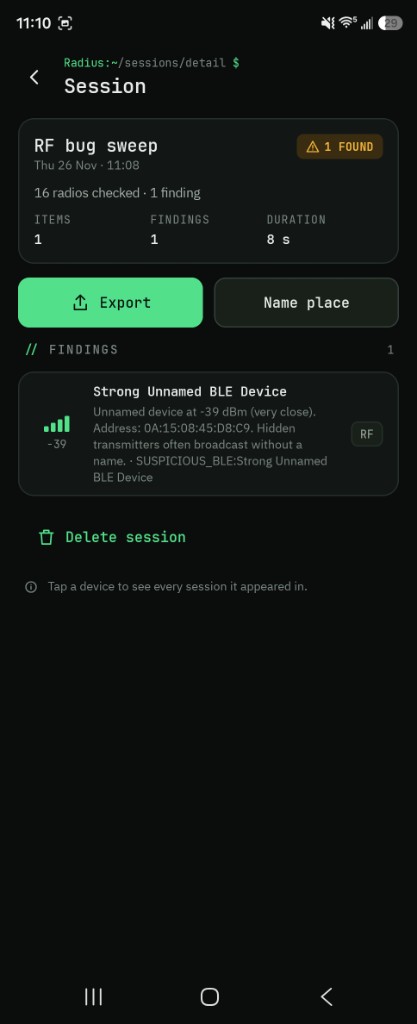 11:10
29
Radius:~/sessions/detail $
Session
RF bug sweep
1 FOUND
Thu 26 Nov · 11:08
16 radios checked · 1 finding
ITEMS FINDINGS DURATION
1 1 8 s
Export Name place
// FINDINGS 1
Strong Unnamed BLE Device
Unnamed device at -39 dBm (very close).
Address: 0A:15:08:45:D8:C9. Hidden
transmitters often broadcast without a
name. · SUSPICIOUS_BLE:Strong Unnamed
BLE Device
-39
RF
Delete session
Tap a device to see every session it appeared in.